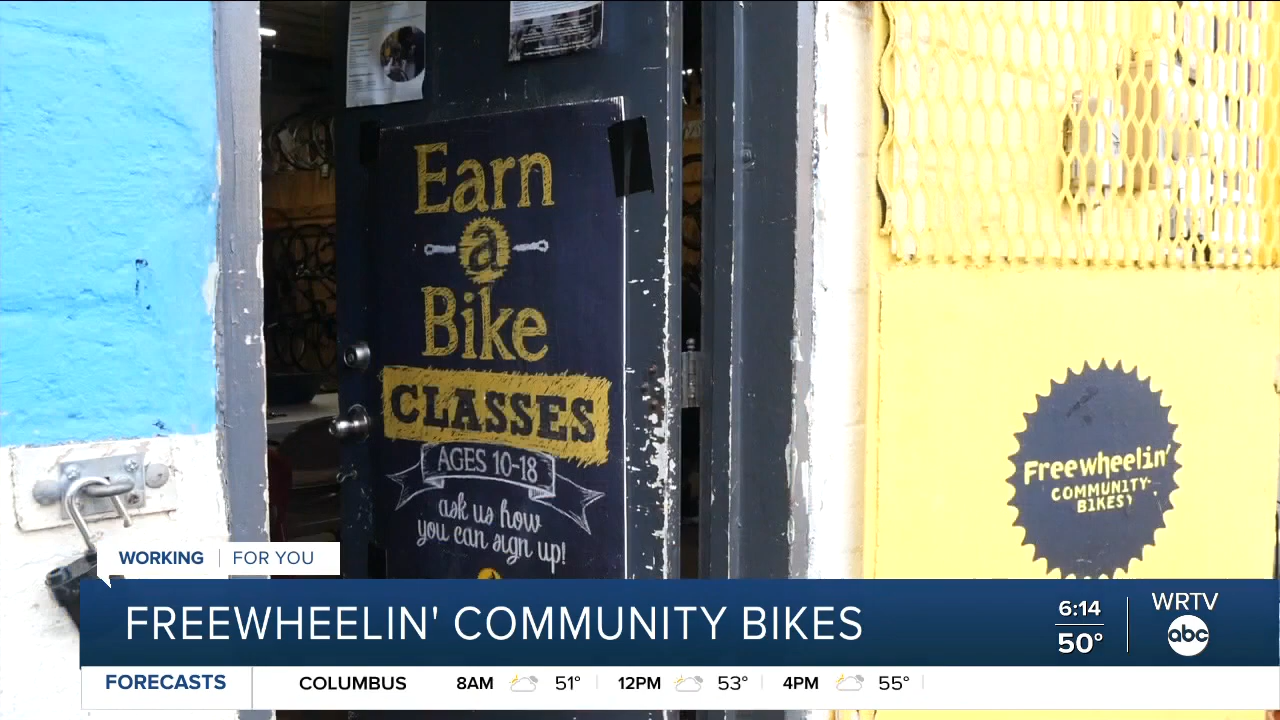 Earn
a
Bike
CLASSES
AGES 10-18
ask us how
you can sign up!
Freewheelin'
COMMUNITY
BIKES
WORKING | FOR YOU
FREEWHEELIN' COMMUNITY BIKES
6:14
50°
WRTV
abc
FORECASTS COLUMBUS 8AM 51° 12PM 53° 4PM 55°